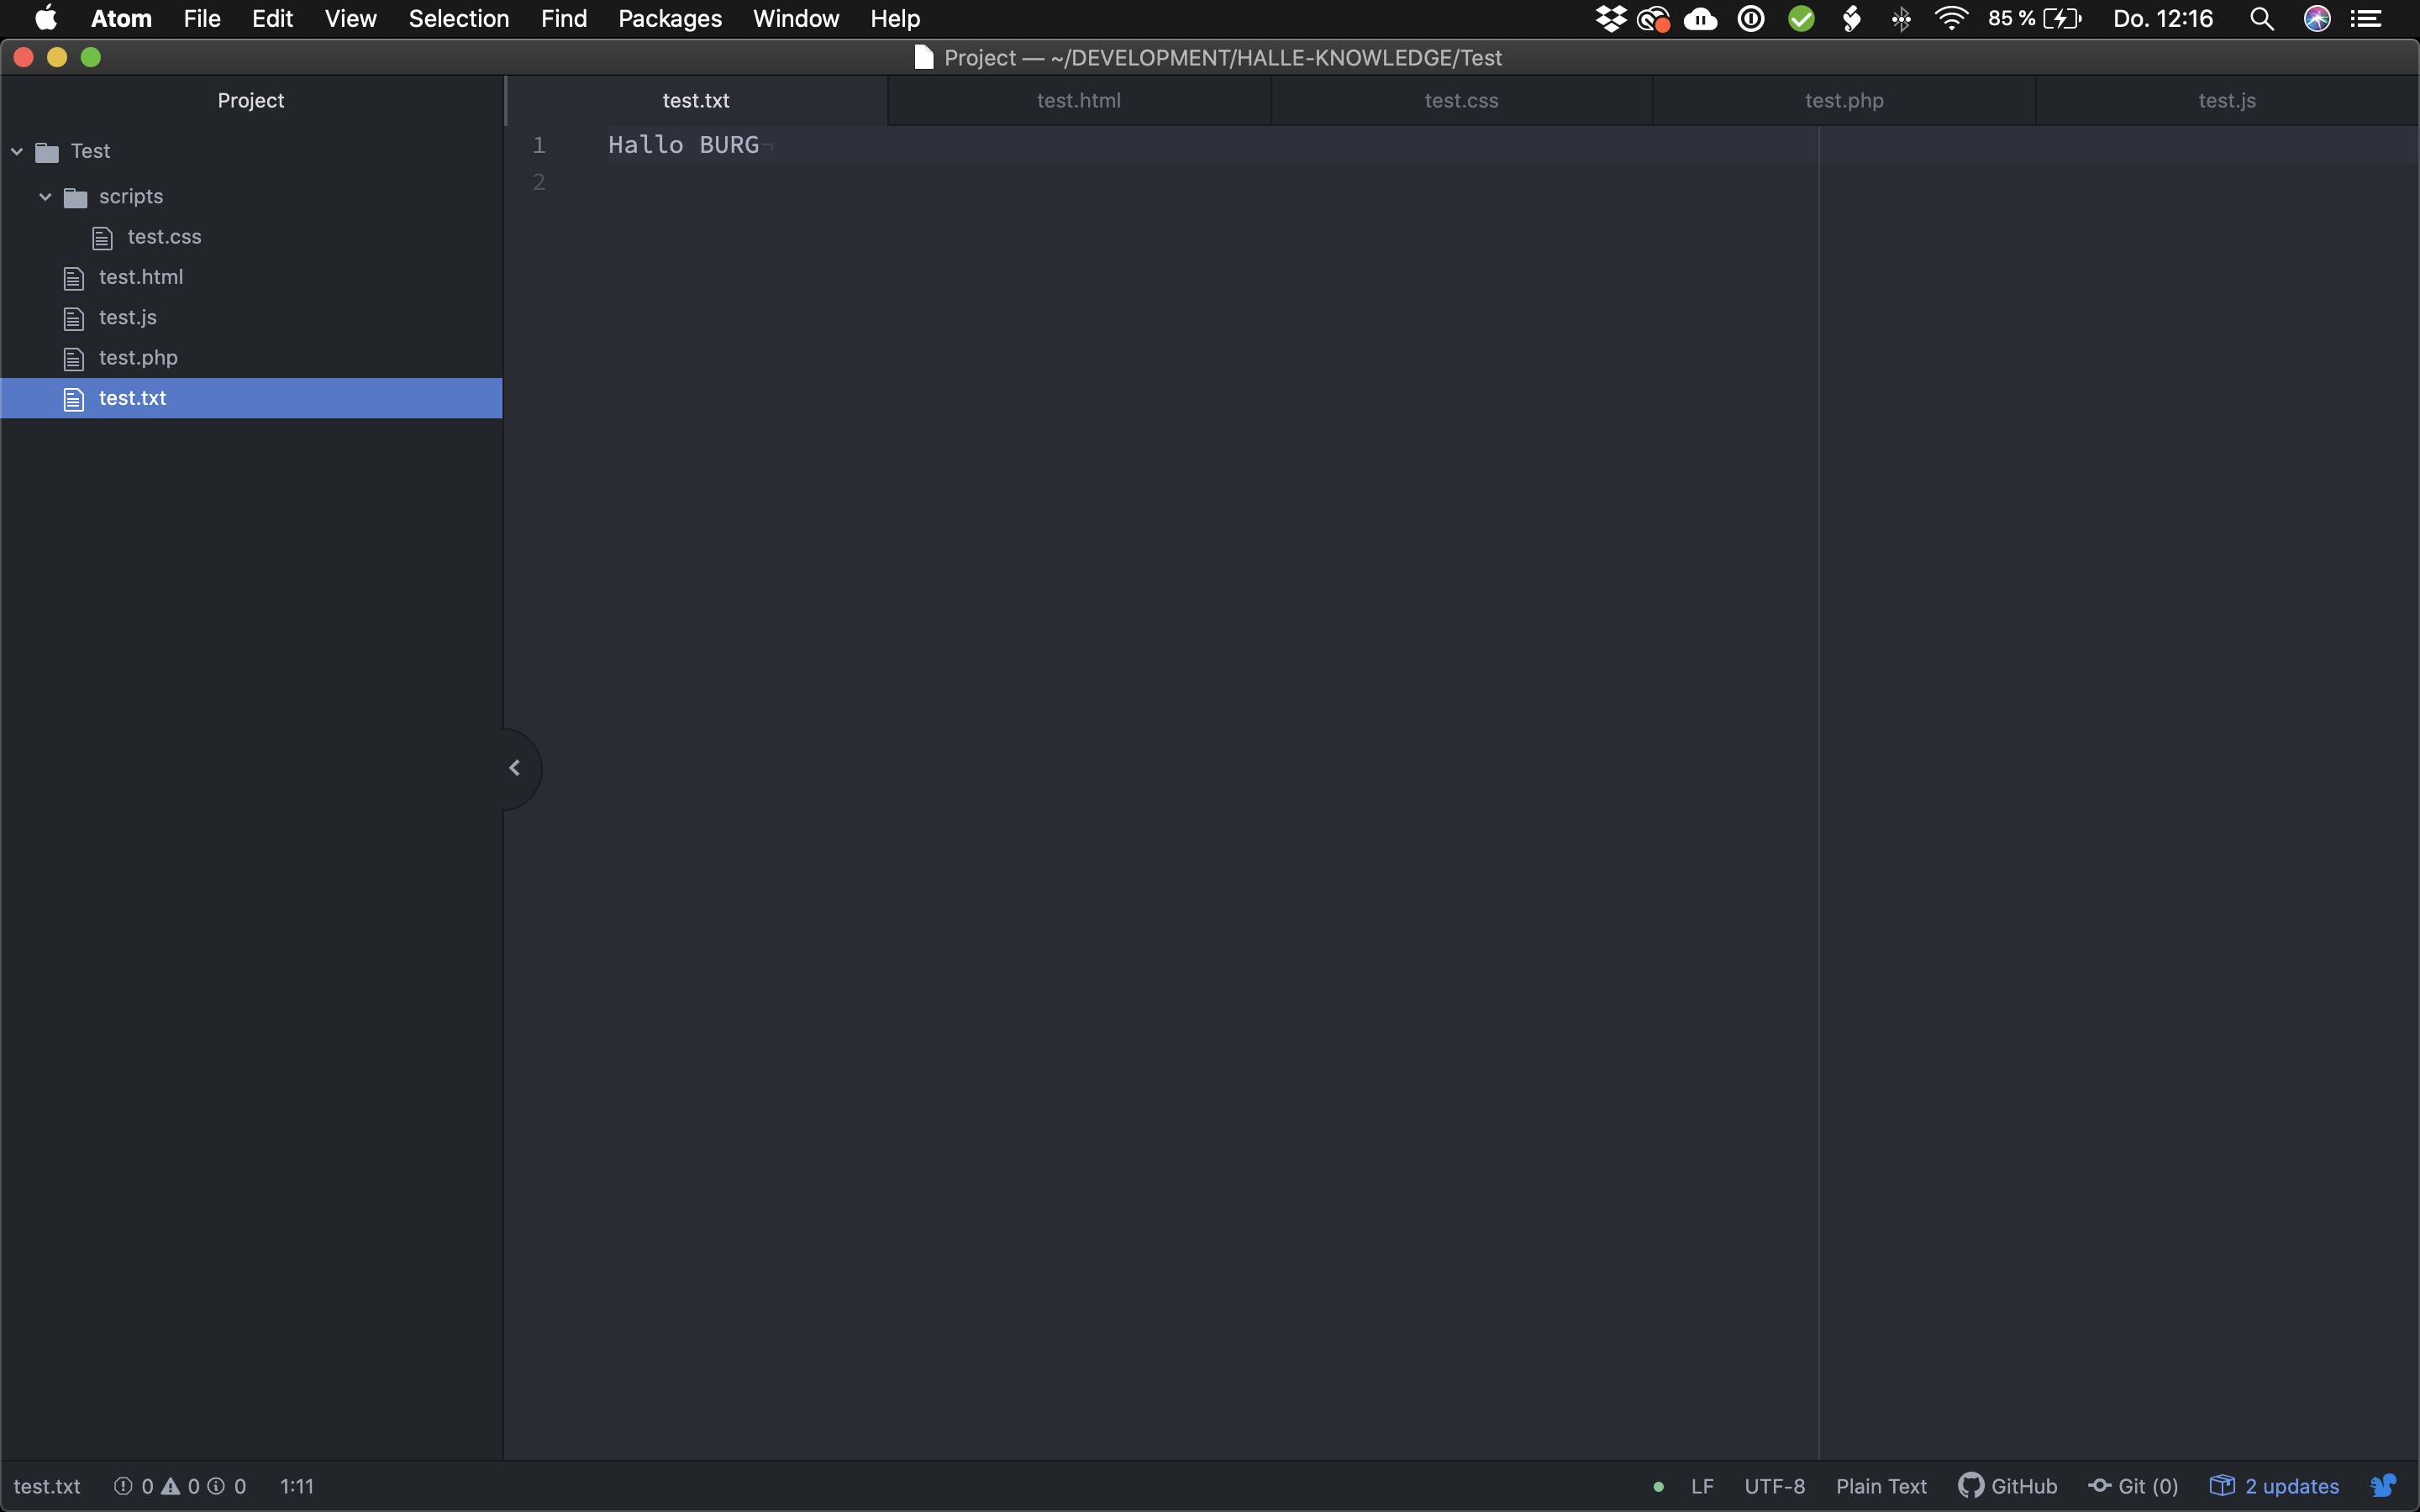 Atom File Edit View Selection Find Packages Window Help 85 % Do. 12:16
Project — ~/DEVELOPMENT/HALLE-KNOWLEDGE/Test
Project
test.txt test.html test.css test.php test.js
Test
scripts
test.css
test.html
test.js
test.php
test.txt
1 Hallo BURG¬
2
test.txt 0 0 0 1:11 LF UTF-8 Plain Text GitHub Git (0) 2 updates